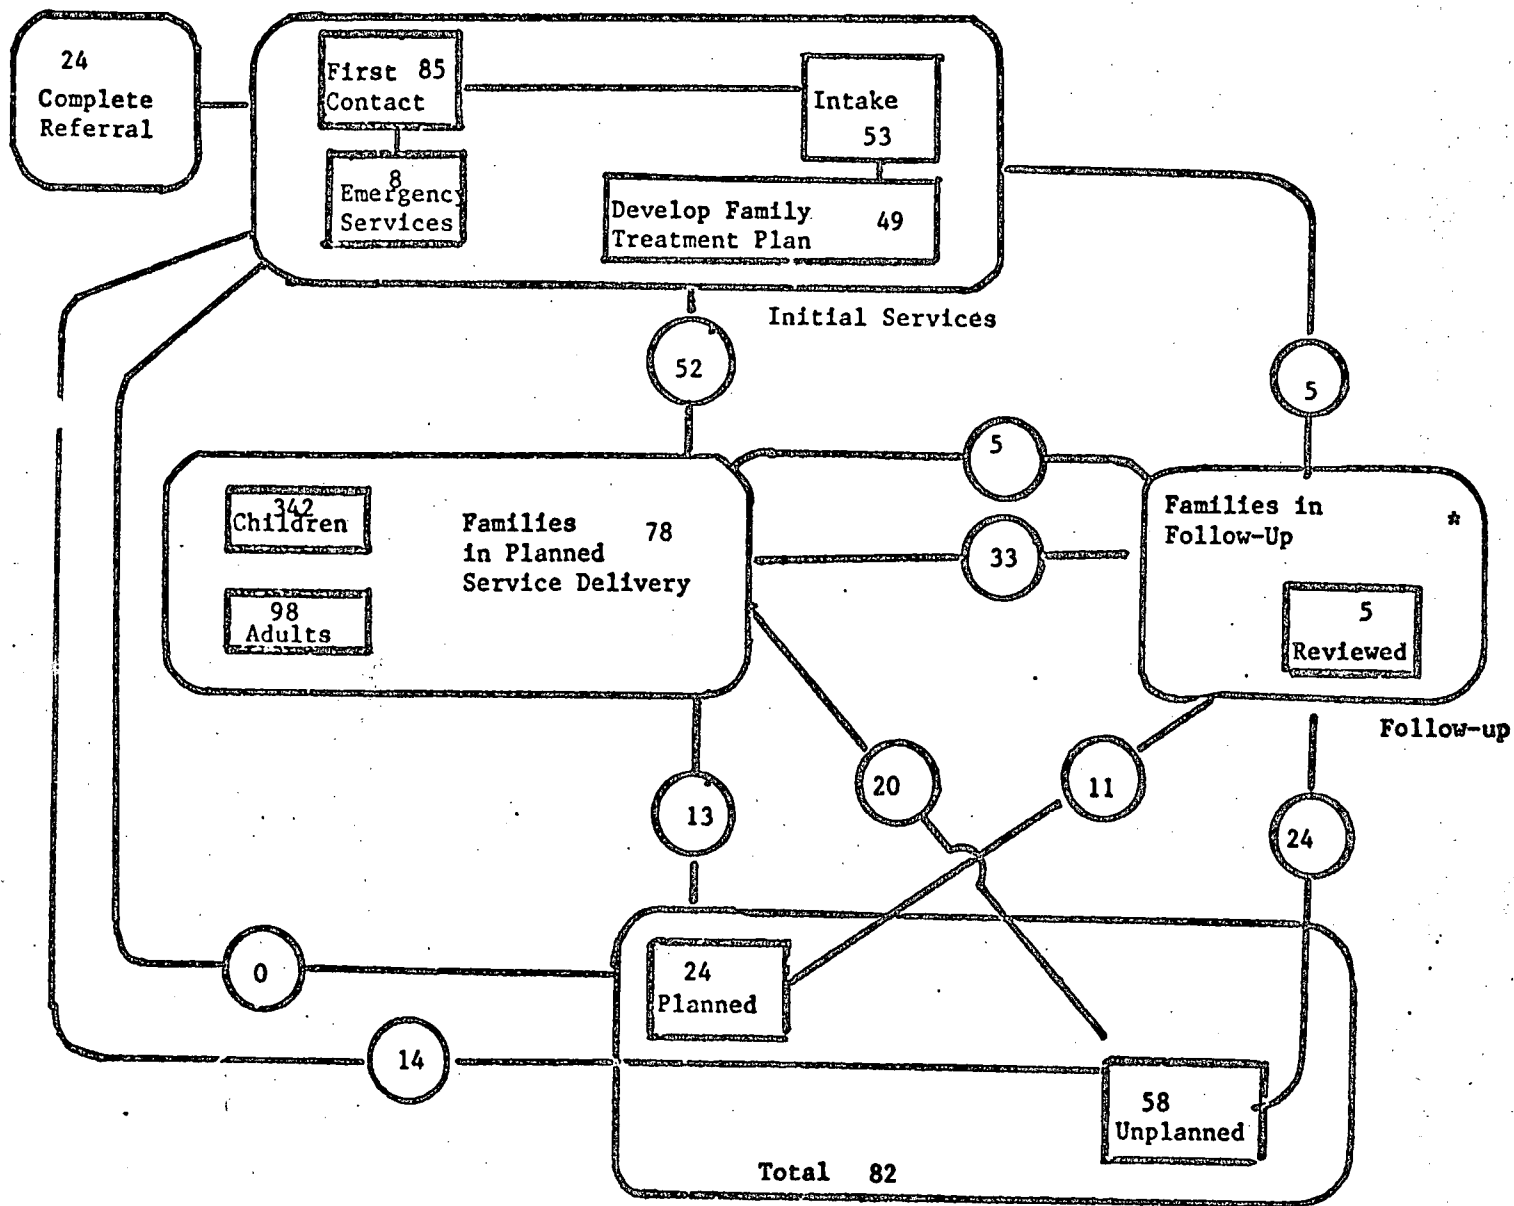 24
Complete
Referral
First 85
Contact
8
Emergency
Services
Intake
53
Develop Family
Treatment Plan 49
Initial Services
52
5
5
33
342
Children
98
Adults
Families
in Planned
Service Delivery
78
Families in
Follow-Up
*
5
Reviewed
Follow-up
13
20
11
24
0
14
24
Planned
58
Unplanned
Total 82